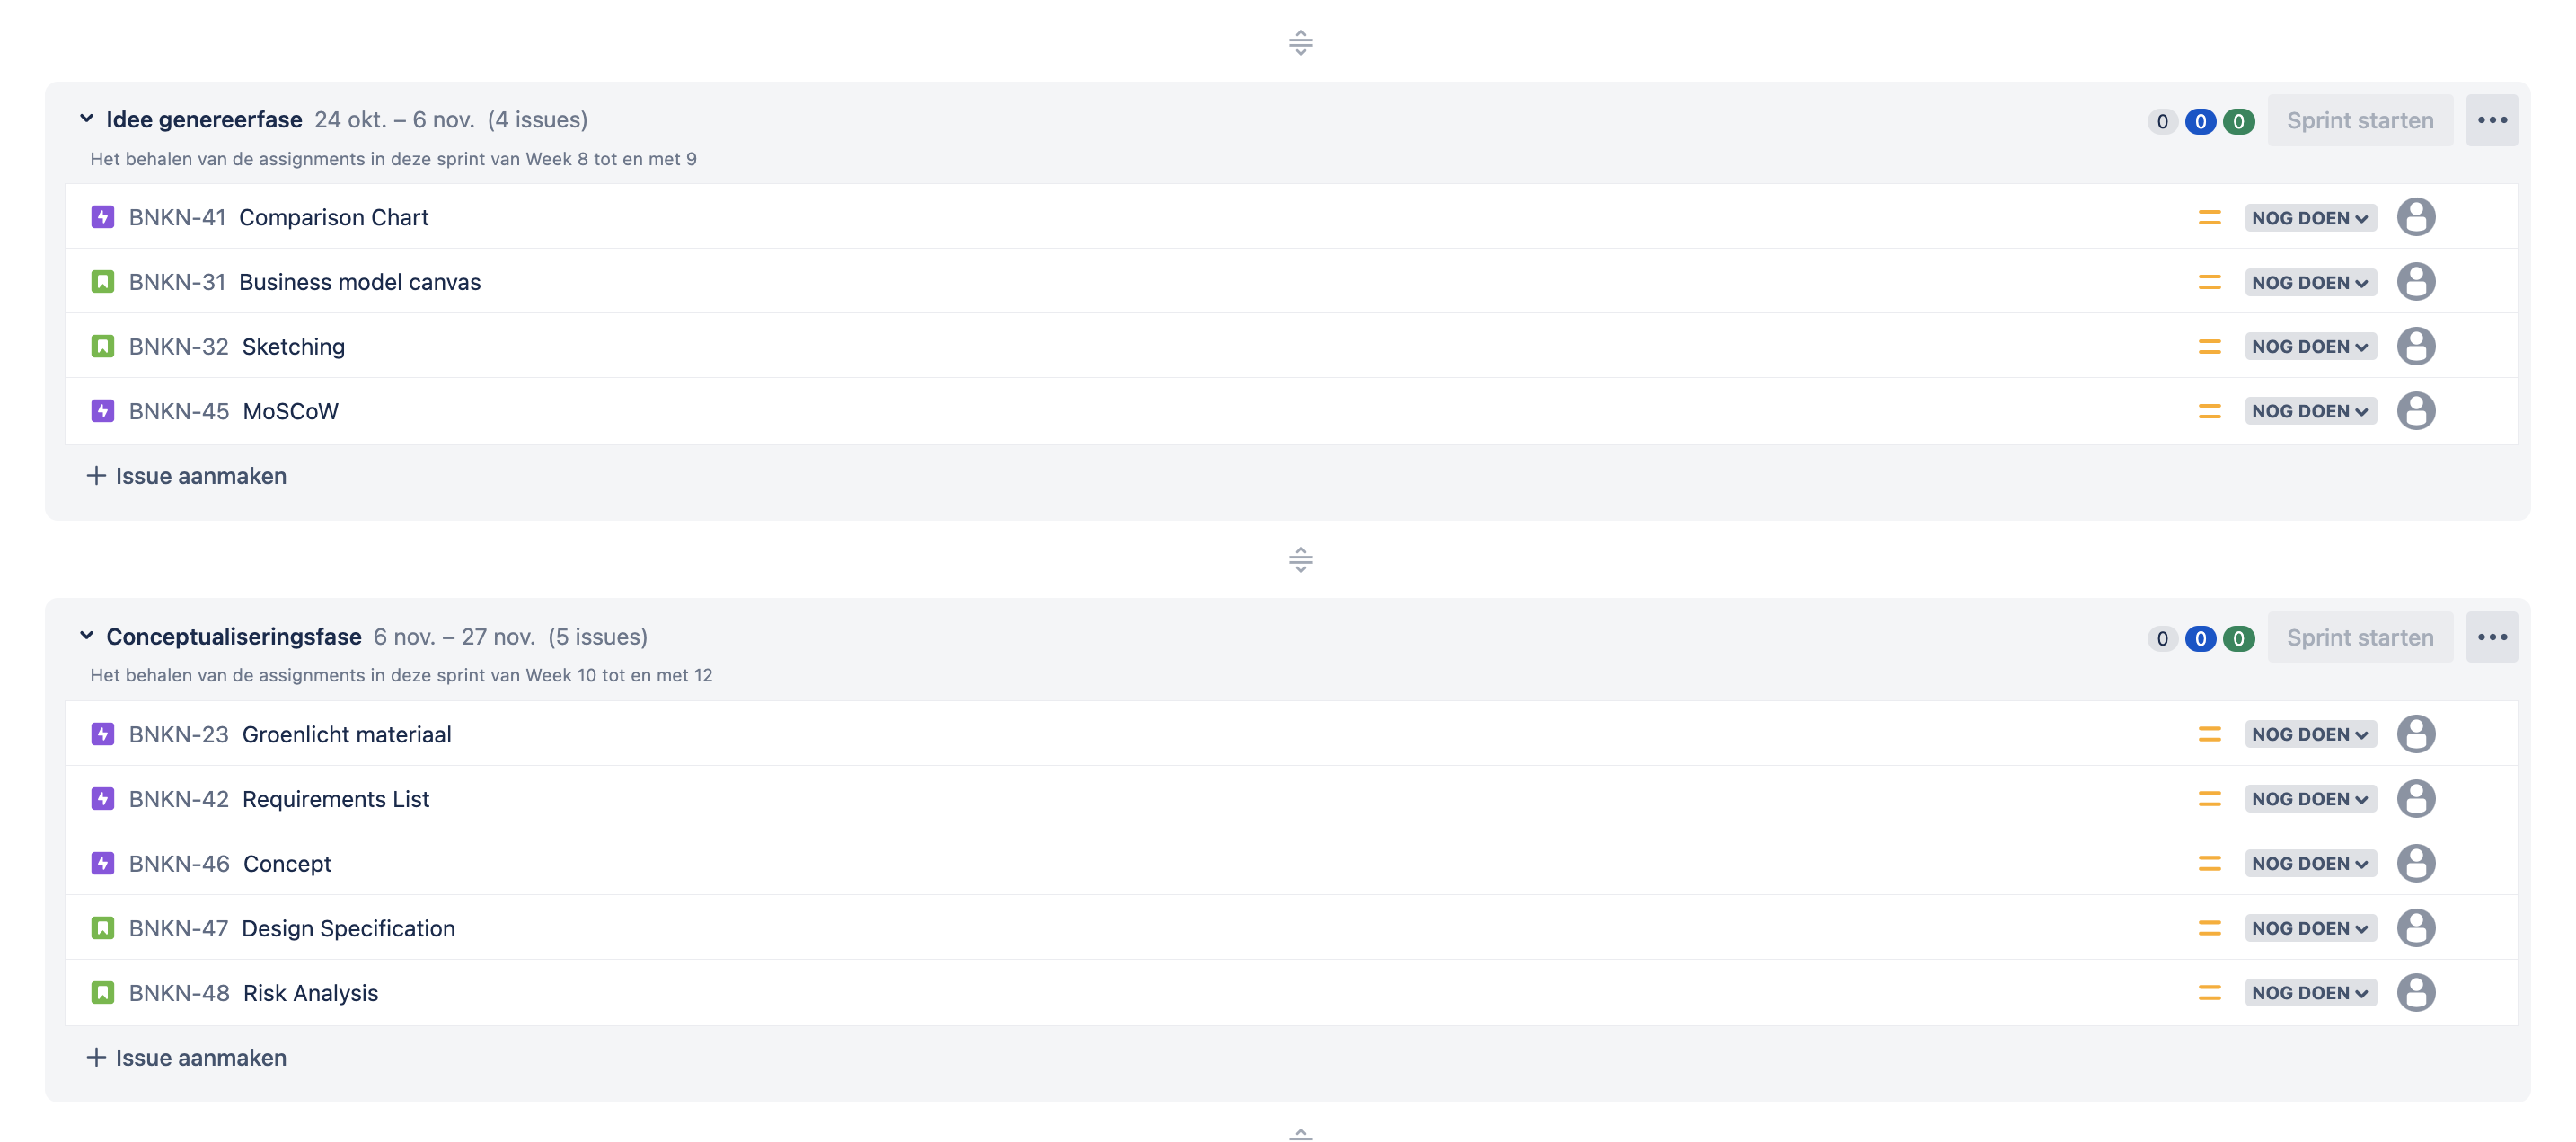 Idee genereerfase 24 okt. – 6 nov. (4 issues) 0 0 0 Sprint starten
Het behalen van de assignments in deze sprint van Week 8 tot en met 9
BNKN-41 Comparison Chart NOG DOEN
BNKN-31 Business model canvas NOG DOEN
BNKN-32 Sketching NOG DOEN
BNKN-45 MoSCoW NOG DOEN
+ Issue aanmaken
Conceptualiseringsfase 6 nov. – 27 nov. (5 issues) 0 0 0 Sprint starten
Het behalen van de assignments in deze sprint van Week 10 tot en met 12
BNKN-23 Groenlicht materiaal NOG DOEN
BNKN-42 Requirements List NOG DOEN
BNKN-46 Concept NOG DOEN
BNKN-47 Design Specification NOG DOEN
BNKN-48 Risk Analysis NOG DOEN
+ Issue aanmaken